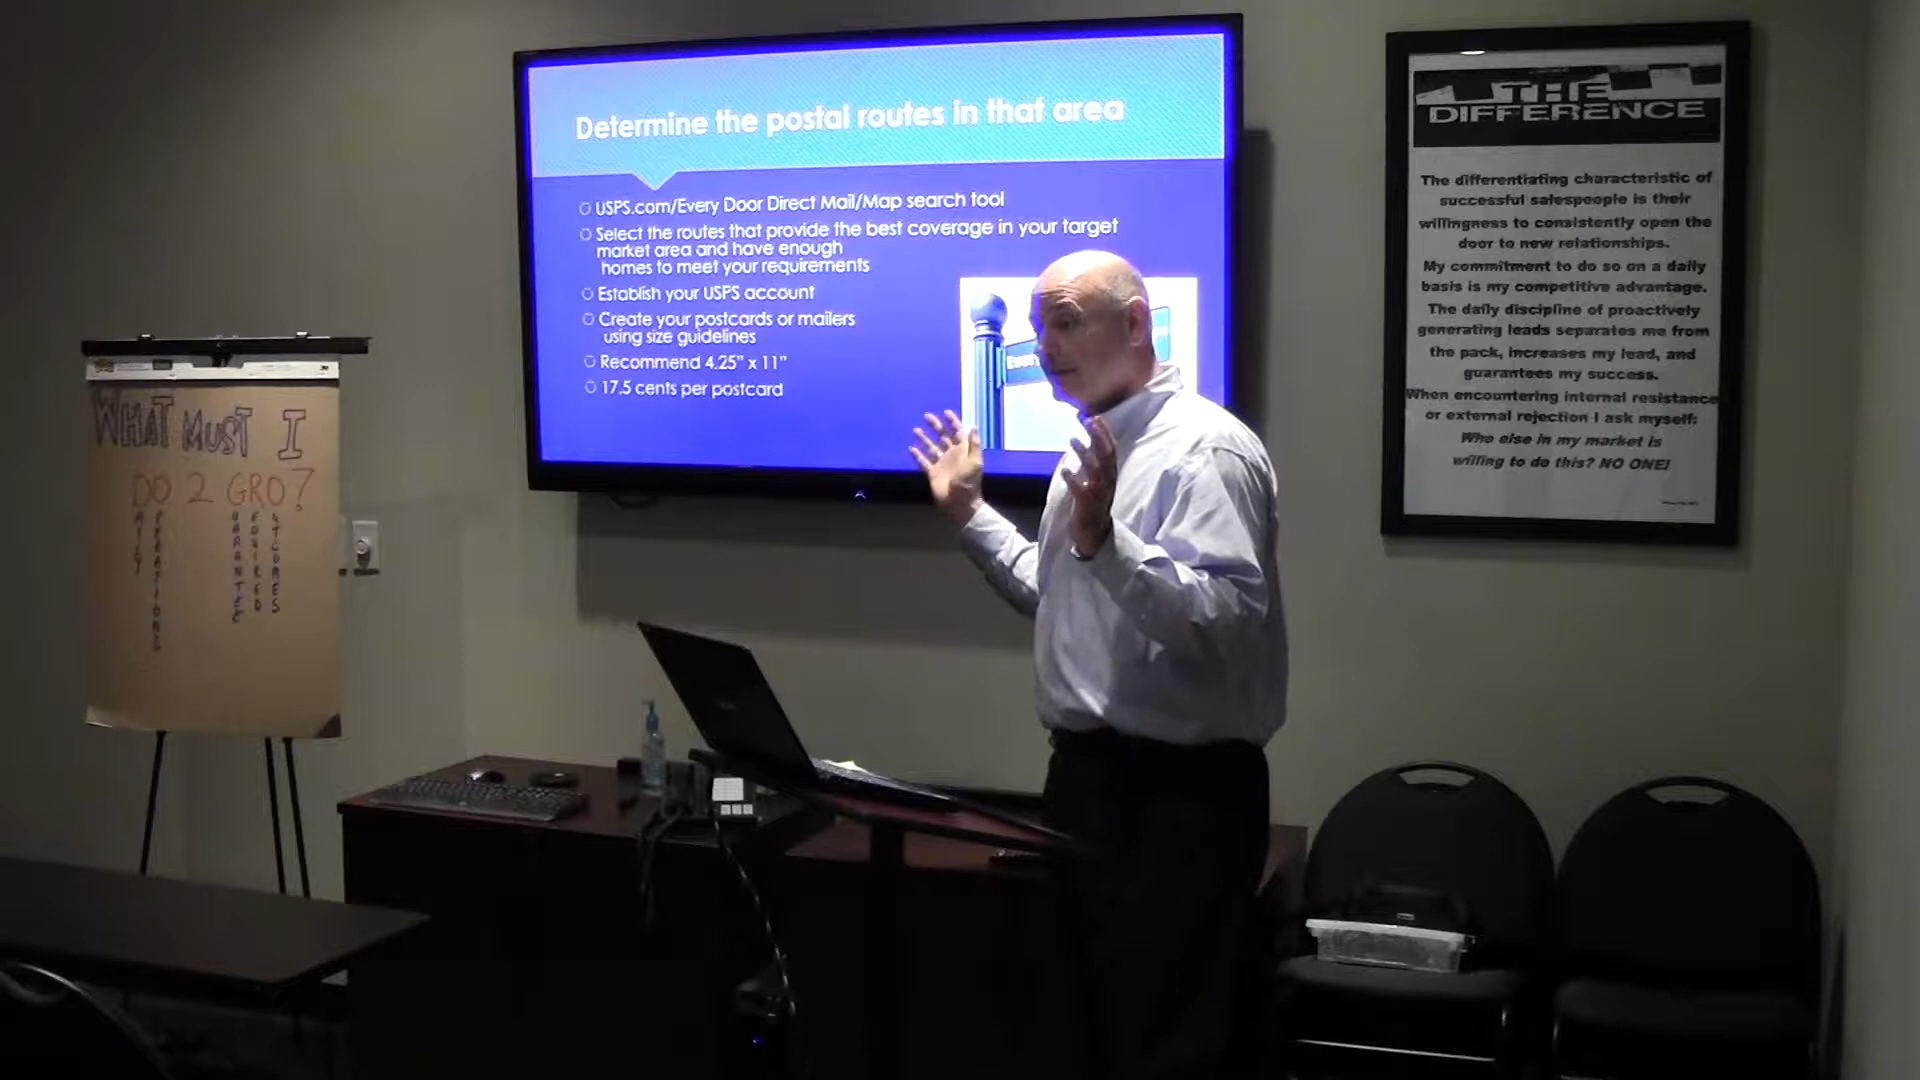 Determine the postal routes in that area
USPS.com/Every Door Direct Mail/Map search tool
Select the routes that provide the best coverage in your target
market area and have enough
homes to meet your requirements
Establish your USPS account
Create your postcards or mailers
using size guidelines
Recommend 4.25" x 11"
17.5 cents per postcard
THE
DIFFERENCE
The differentiating characteristic of
successful salespeople is their
willingness to consistently open the
door to new relationships.
My commitment to do so on a daily
basis is my competitive advantage.
The daily discipline of proactively
generating leads separates me from
the pack, increases my lead, and
guarantees my success.
When encountering internal resistance
or external rejection I ask myself:
Who else in my market is
willing to do this? NO ONE!
WHAT MUST I
DO 2 GRO?